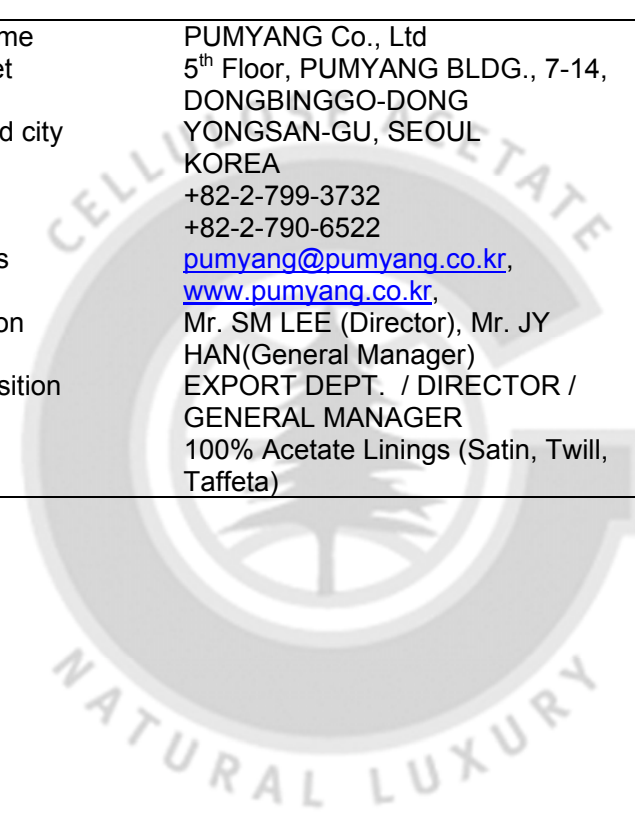 me PUMYANG Co., Ltd
et 5th Floor, PUMYANG BLDG., 7-14,
DONGBINGGO-DONG
d city YONGSAN-GU, SEOUL
KOREA
+82-2-799-3732
+82-2-790-6522
s pumyang@pumyang.co.kr,
www.pumyang.co.kr,
on Mr. SM LEE (Director), Mr. JY
HAN(General Manager)
sition EXPORT DEPT. / DIRECTOR /
GENERAL MANAGER
100% Acetate Linings (Satin, Twill,
Taffeta)
CELLULOSE ACETATE
NATURAL LUXURY